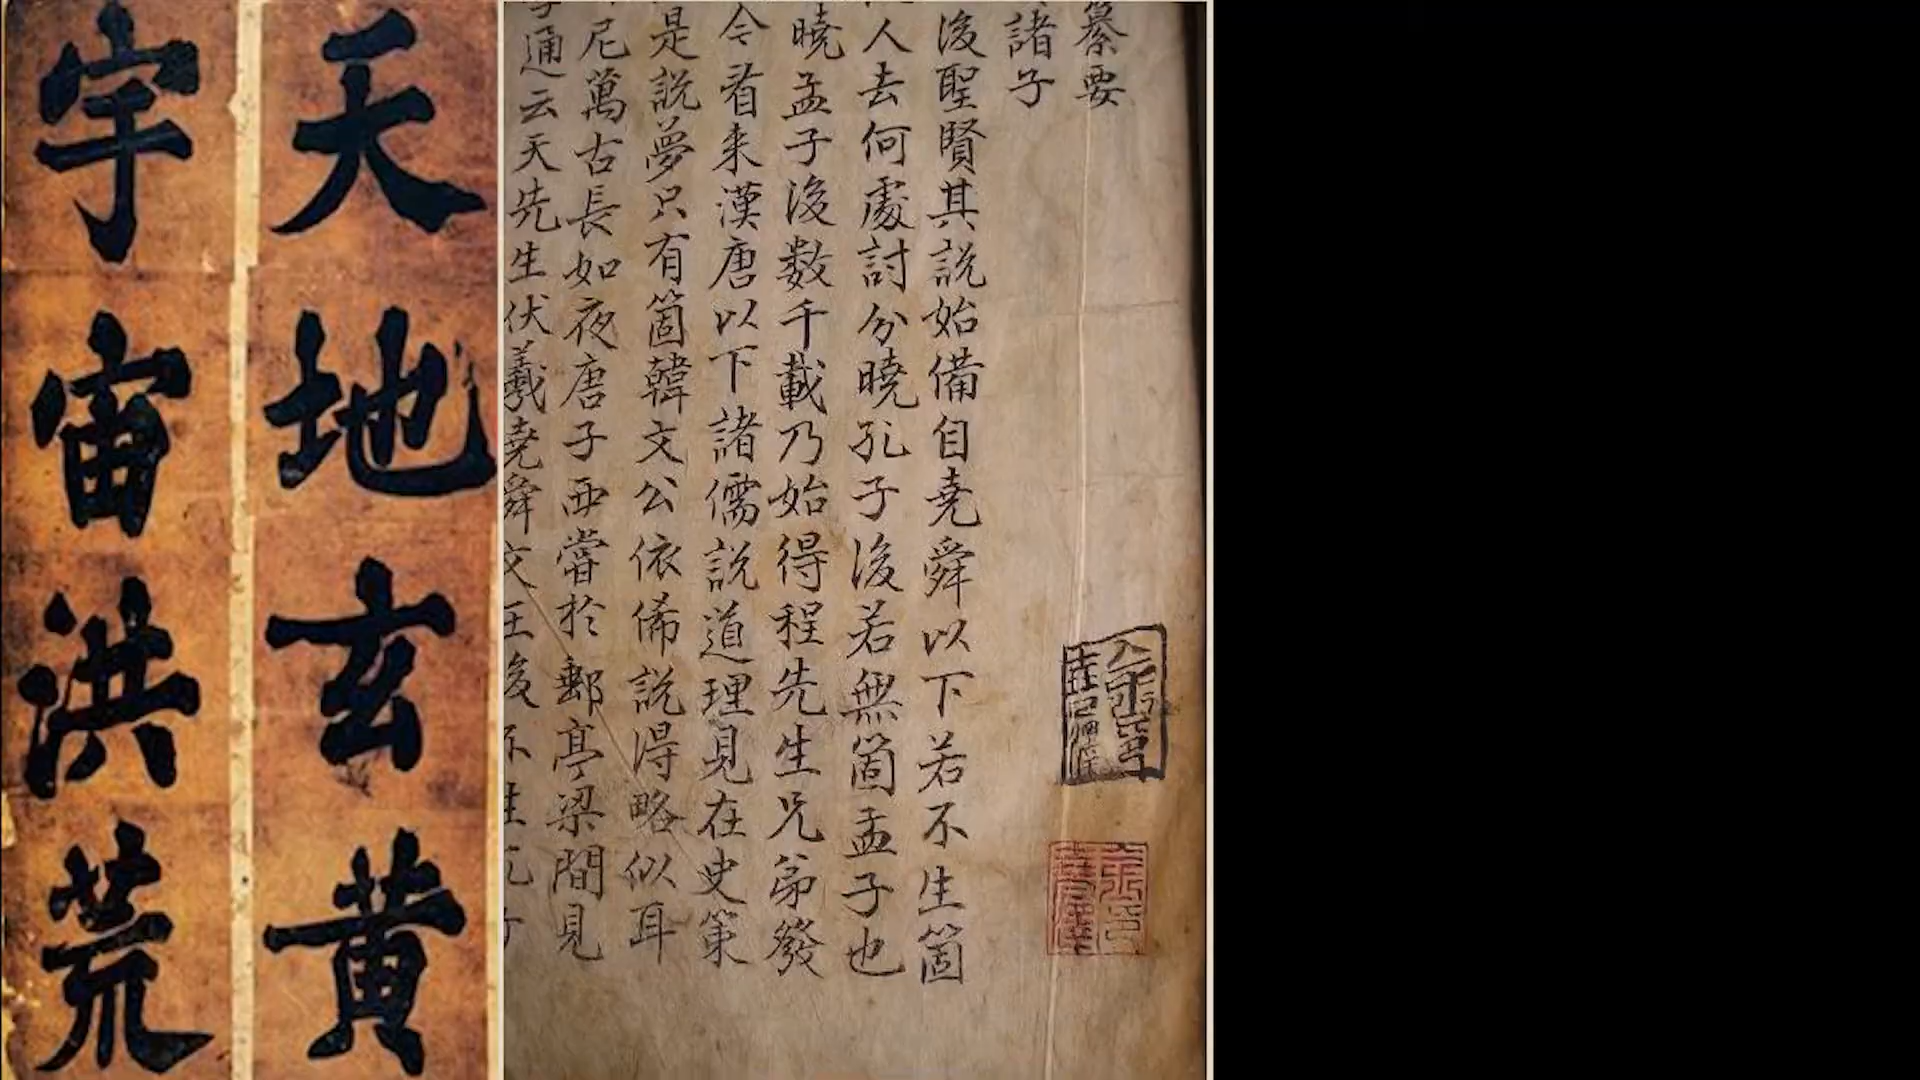 天地玄黄
宇宙洪荒
纂要
諸子
後聖賢其說始備自堯舜以下若不生箇
人去何處討分曉孔子後若無箇孟子也
曉孟子後数千載乃始得程先生兄弟發
今看来漢唐以下諸儒說道理見在史策
是說夢只有箇韓文公依俙說得略似耳
尼萬古長如夜唐子西嘗於郵亭梁間見
通云天先生伏羲堯舜文王後不生